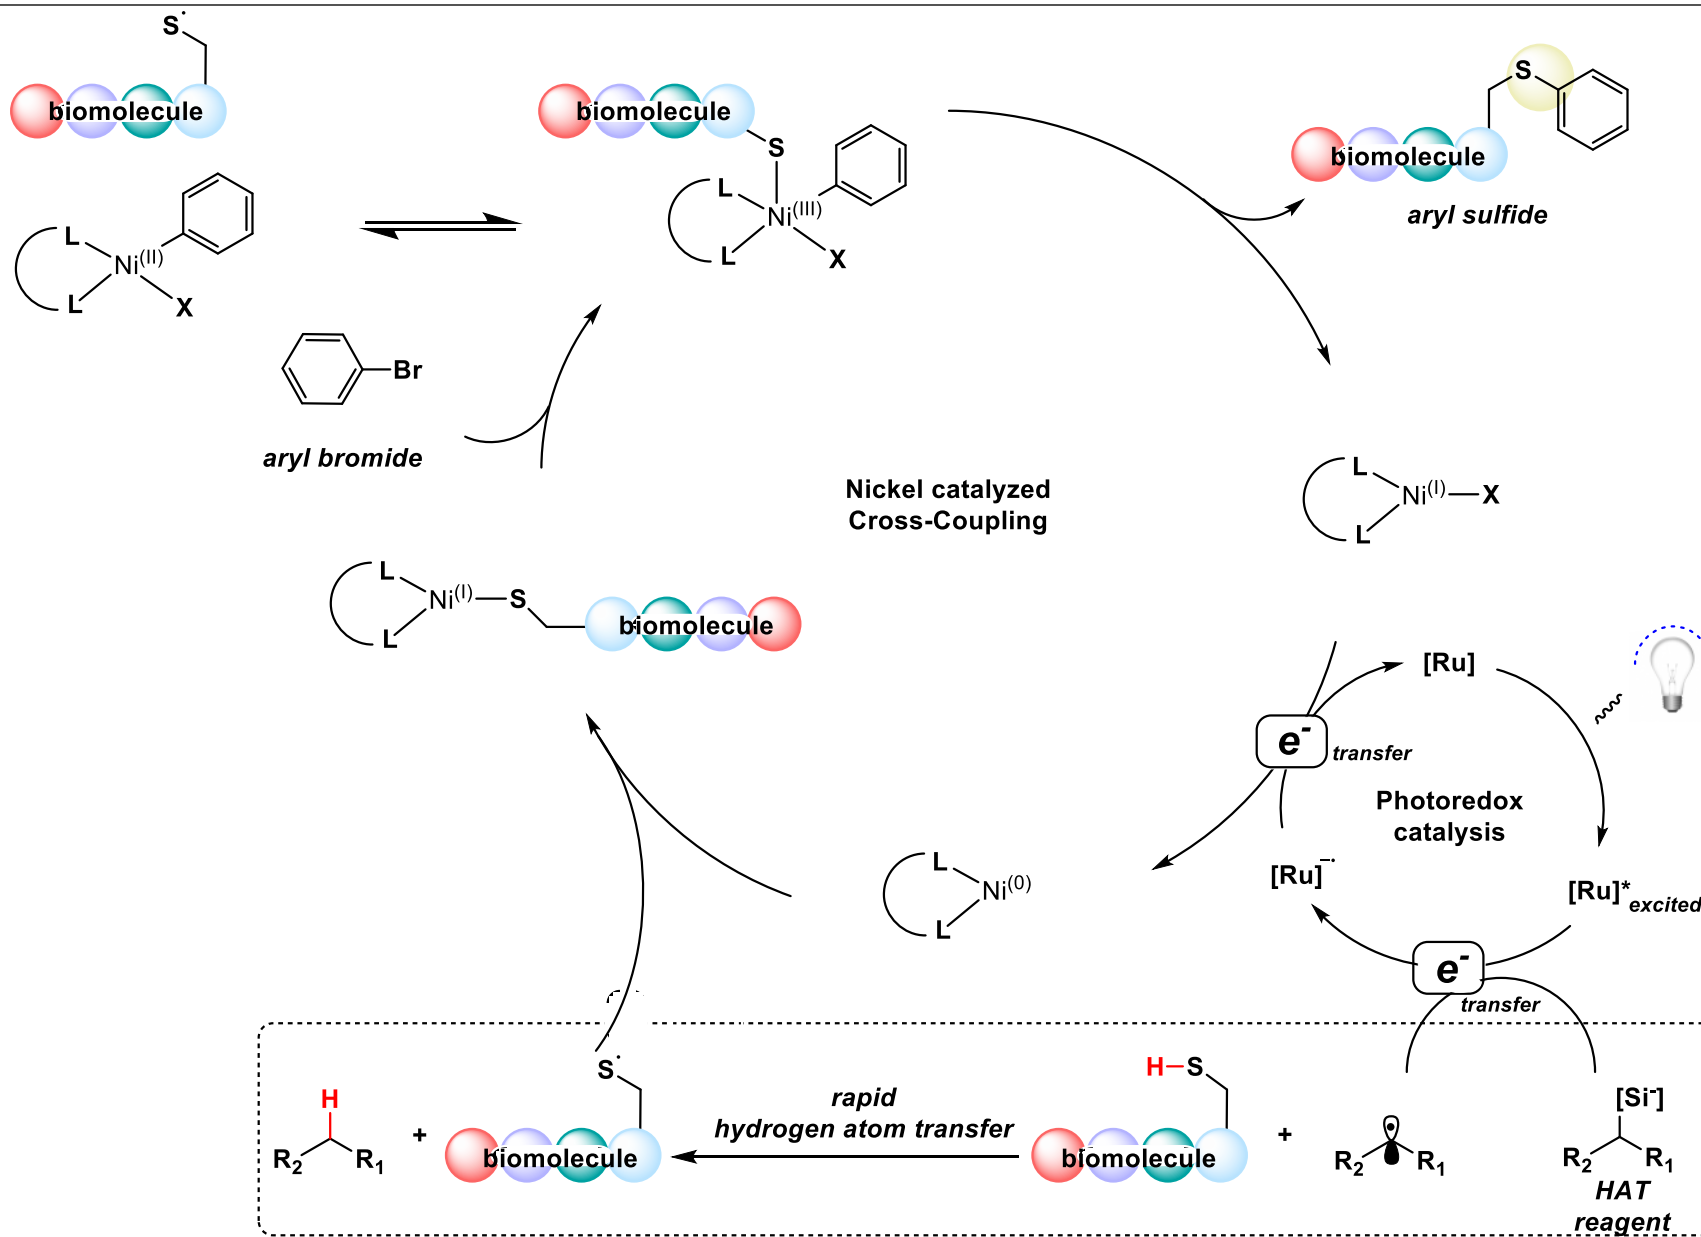 S·
biomolecule
L
Ni(II)
L
X
biomolecule
S
L
Ni(III)
L
X
S
biomolecule
aryl sulfide
Br
aryl bromide
Nickel catalyzed
Cross-Coupling
L
Ni(I)
X
L
L
Ni(I)
S
L
biomolecule
[Ru]
e-
transfer
Photoredox
catalysis
[Ru]–·
[Ru]*excited
L
Ni(0)
L
e-
transfer
H
R2
R1
+
S·
biomolecule
rapid
hydrogen atom transfer
H–S
biomolecule
+
R2
R1
[Si-]
R2
R1
HAT
reagent